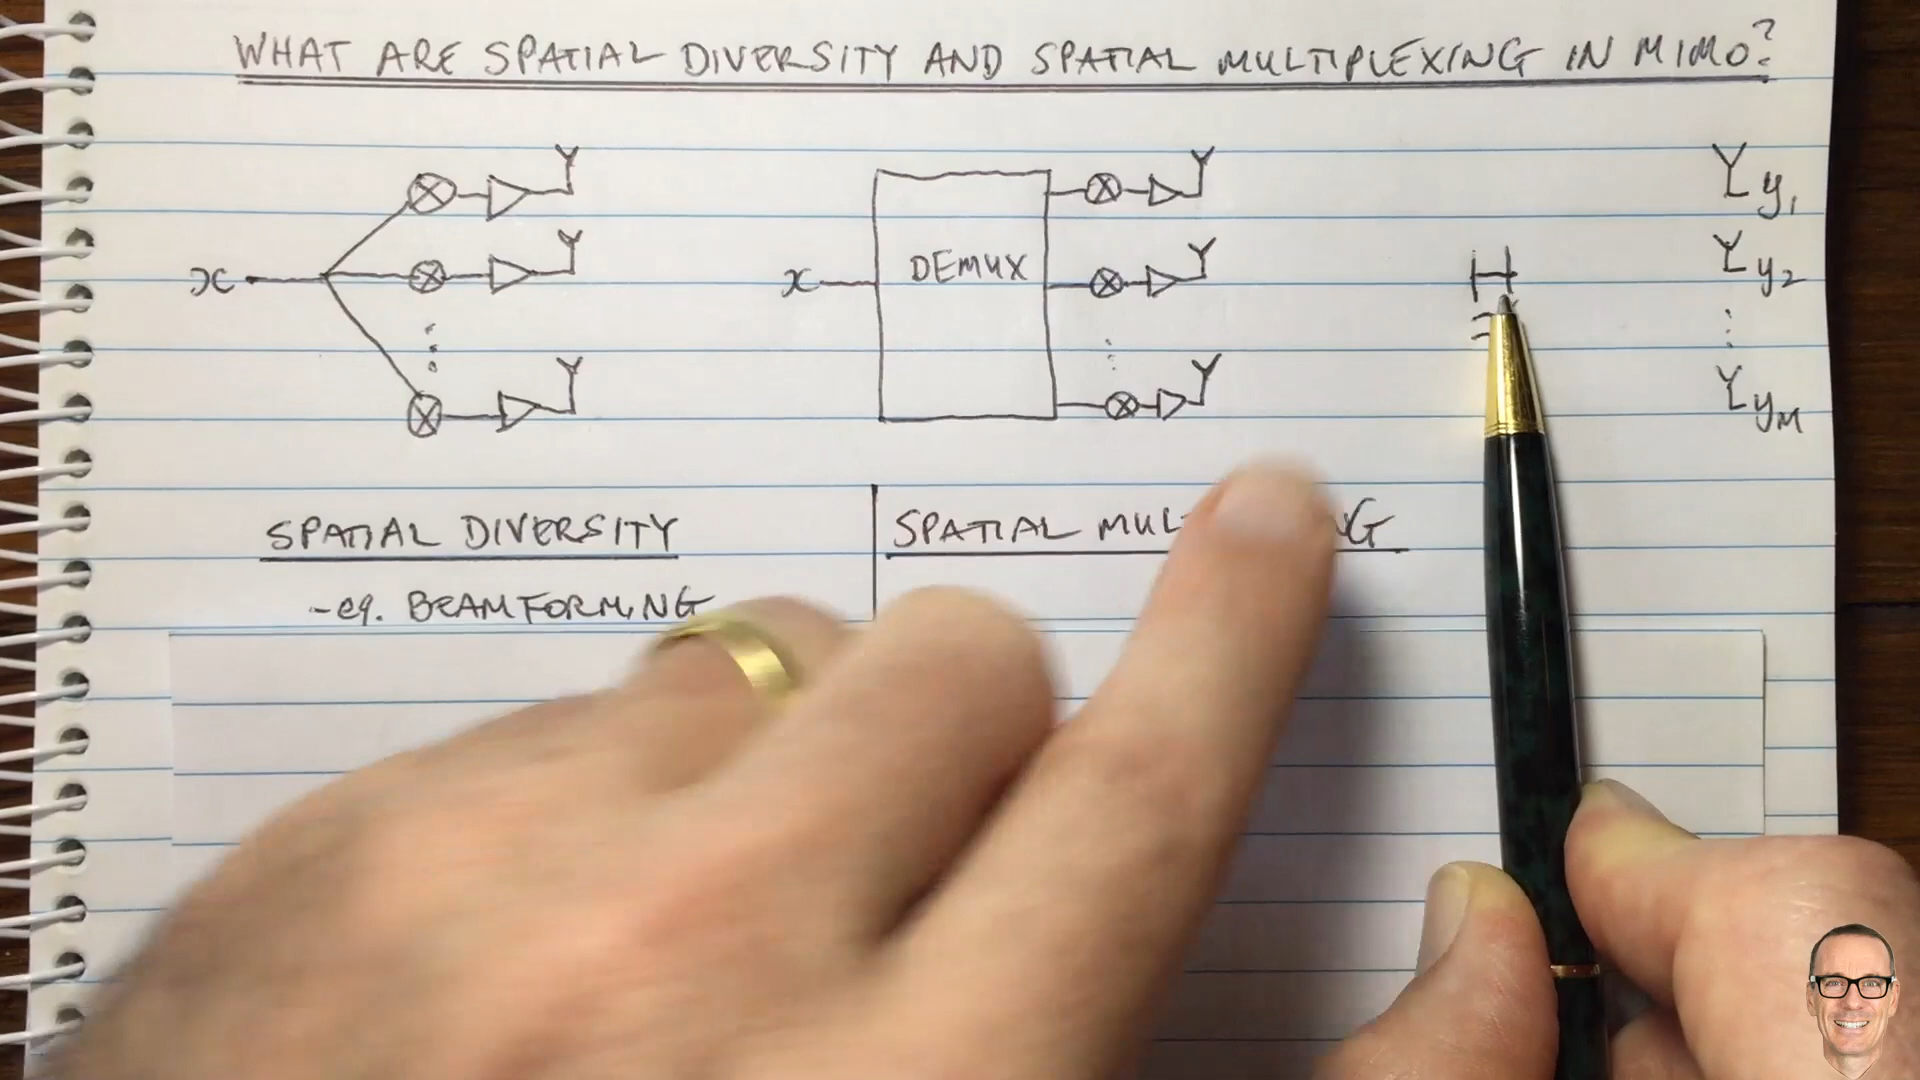 WHAT ARE SPATIAL DIVERSITY AND SPATIAL MULTIPLEXING IN MIMO?
x
x
DEMUX
H
y1
y2
yM
SPATIAL DIVERSITY
SPATIAL
-eg. BEAMFORMING